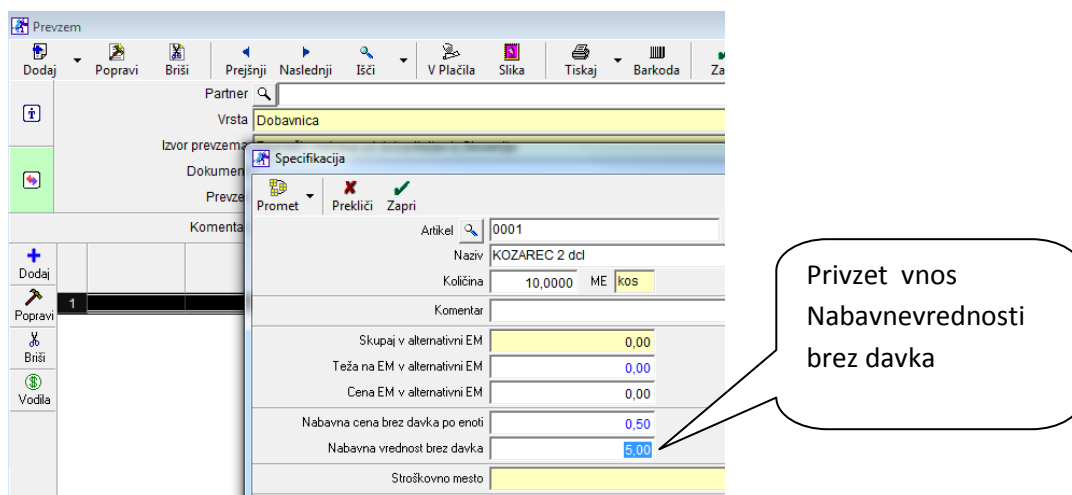 Prevzem
Dodaj Popravi Briši Prejšnji Naslednji Išči V Plačila Slika Tiskaj Barkoda Za
Partner
Vrsta Dobavnica
Izvor prevzema
Dokumen
Prevze
Komenta
Dodaj
Popravi
Briši
Vodila
1
Specifikacija
Promet Prekliči Zapri
Artikel 0001
Naziv KOZAREC 2 dcl
Količina 10,0000 ME kos
Komentar
Skupaj v alternativni EM 0,00
Teža na EM v alternativni EM 0,00
Cena EM v alternativni EM 0,00
Nabavna cena brez davka po enoti 0,50
Nabavna vrednost brez davka 5,00
Stroškovno mesto
Privzet vnos
Nabavnevrednosti
brez davka